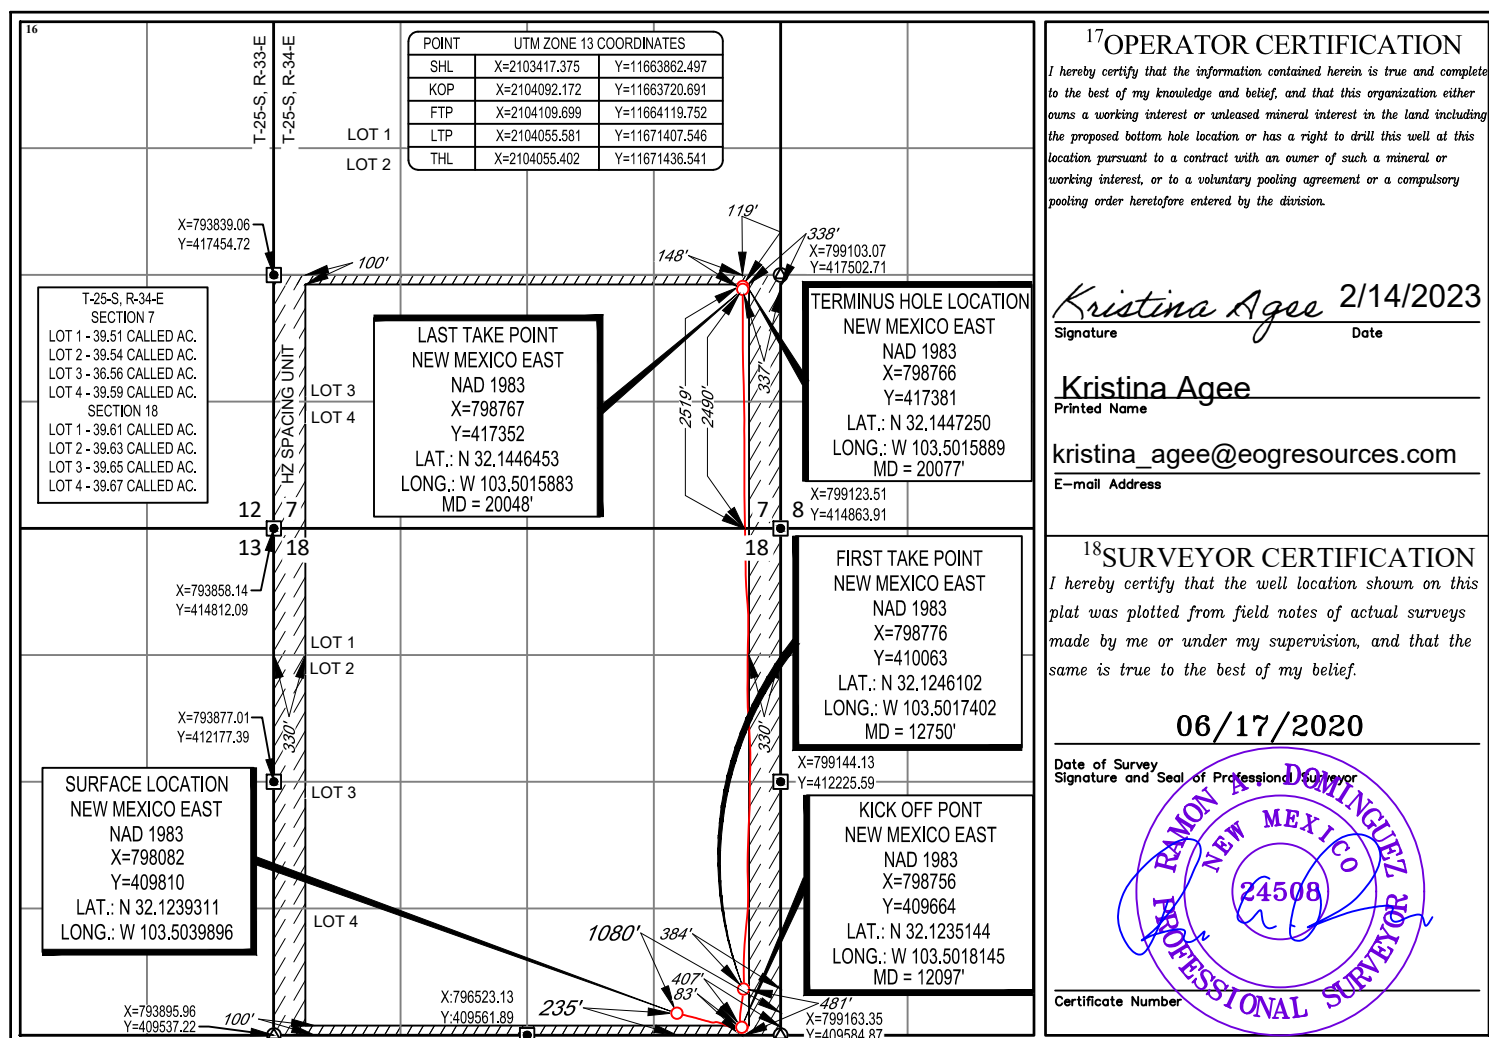 16
T-25-S, R-33-E
T-25-S, R-34-E
POINT UTM ZONE 13 COORDINATES
SHL X=2103417.375 Y=11663862.497
KOP X=2104092.172 Y=11663720.691
FTP X=2104109.699 Y=11664119.752
LTP X=2104055.581 Y=11671407.546
THL X=2104055.402 Y=11671436.541
LOT 1
LOT 2
X=793839.06
Y=417454.72
100'
148'
119'
338'
X=799103.07
Y=417502.71
T-25-S, R-34-E
SECTION 7
LOT 1 - 39.51 CALLED AC.
LOT 2 - 39.54 CALLED AC.
LOT 3 - 36.56 CALLED AC.
LOT 4 - 39.59 CALLED AC.
SECTION 18
LOT 1 - 39.61 CALLED AC.
LOT 2 - 39.63 CALLED AC.
LOT 3 - 39.65 CALLED AC.
LOT 4 - 39.67 CALLED AC.
HZ SPACING UNIT
LOT 3
LOT 4
LAST TAKE POINT
NEW MEXICO EAST
NAD 1983
X=798767
Y=417352
LAT.: N 32.1446453
LONG.: W 103.5015883
MD = 20048'
2519'
2490'
337'
TERMINUS HOLE LOCATION
NEW MEXICO EAST
NAD 1983
X=798766
Y=417381
LAT.: N 32.1447250
LONG.: W 103.5015889
MD = 20077'
X=799123.51
Y=414863.91
12 7
13 18
7 8
18
X=793858.14
Y=414812.09
FIRST TAKE POINT
NEW MEXICO EAST
NAD 1983
X=798776
Y=410063
LAT.: N 32.1246102
LONG.: W 103.5017402
MD = 12750'
LOT 1
LOT 2
X=793877.01
Y=412177.39
330'
330'
X=799144.13
Y=412225.59
SURFACE LOCATION
NEW MEXICO EAST
NAD 1983
X=798082
Y=409810
LAT.: N 32.1239311
LONG.: W 103.5039896
LOT 3
LOT 4
KICK OFF PONT
NEW MEXICO EAST
NAD 1983
X=798756
Y=409664
LAT.: N 32.1235144
LONG.: W 103.5018145
MD = 12097'
1080'
384'
407'
83'
481'
235'
X:796523.13
Y:409561.89
X=793895.96
Y=409537.22
100'
X=799163.35
Y=409584.87
17OPERATOR CERTIFICATION
I hereby certify that the information contained herein is true and complete
to the best of my knowledge and belief, and that this organization either
owns a working interest or unleased mineral interest in the land including
the proposed bottom hole location or has a right to drill this well at this
location pursuant to a contract with an owner of such a mineral or
working interest, or to a voluntary pooling agreement or a compulsory
pooling order heretofore entered by the division.
Kristina Agee 2/14/2023
Signature Date
Kristina Agee
Printed Name
kristina_agee@eogresources.com
E-mail Address
18SURVEYOR CERTIFICATION
I hereby certify that the well location shown on this
plat was plotted from field notes of actual surveys
made by me or under my supervision, and that the
same is true to the best of my belief.
06/17/2020
Date of Survey
Signature and Seal of Professional Surveyor
RAMON A. DOMINGUEZ
NEW MEXICO
24508
PROFESSIONAL SURVEYOR
Certificate Number